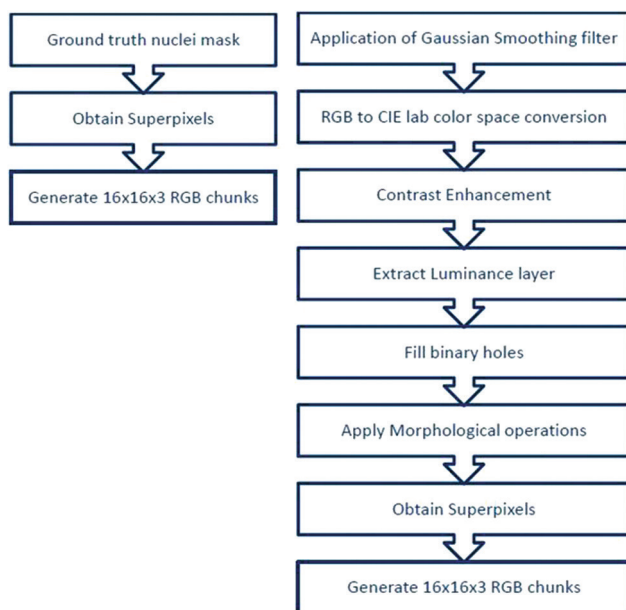 Ground truth nuclei mask
Obtain Superpixels
Generate 16x16x3 RGB chunks
Application of Gaussian Smoothing filter
RGB to CIE lab color space conversion
Contrast Enhancement
Extract Luminance layer
Fill binary holes
Apply Morphological operations
Obtain Superpixels
Generate 16x16x3 RGB chunks